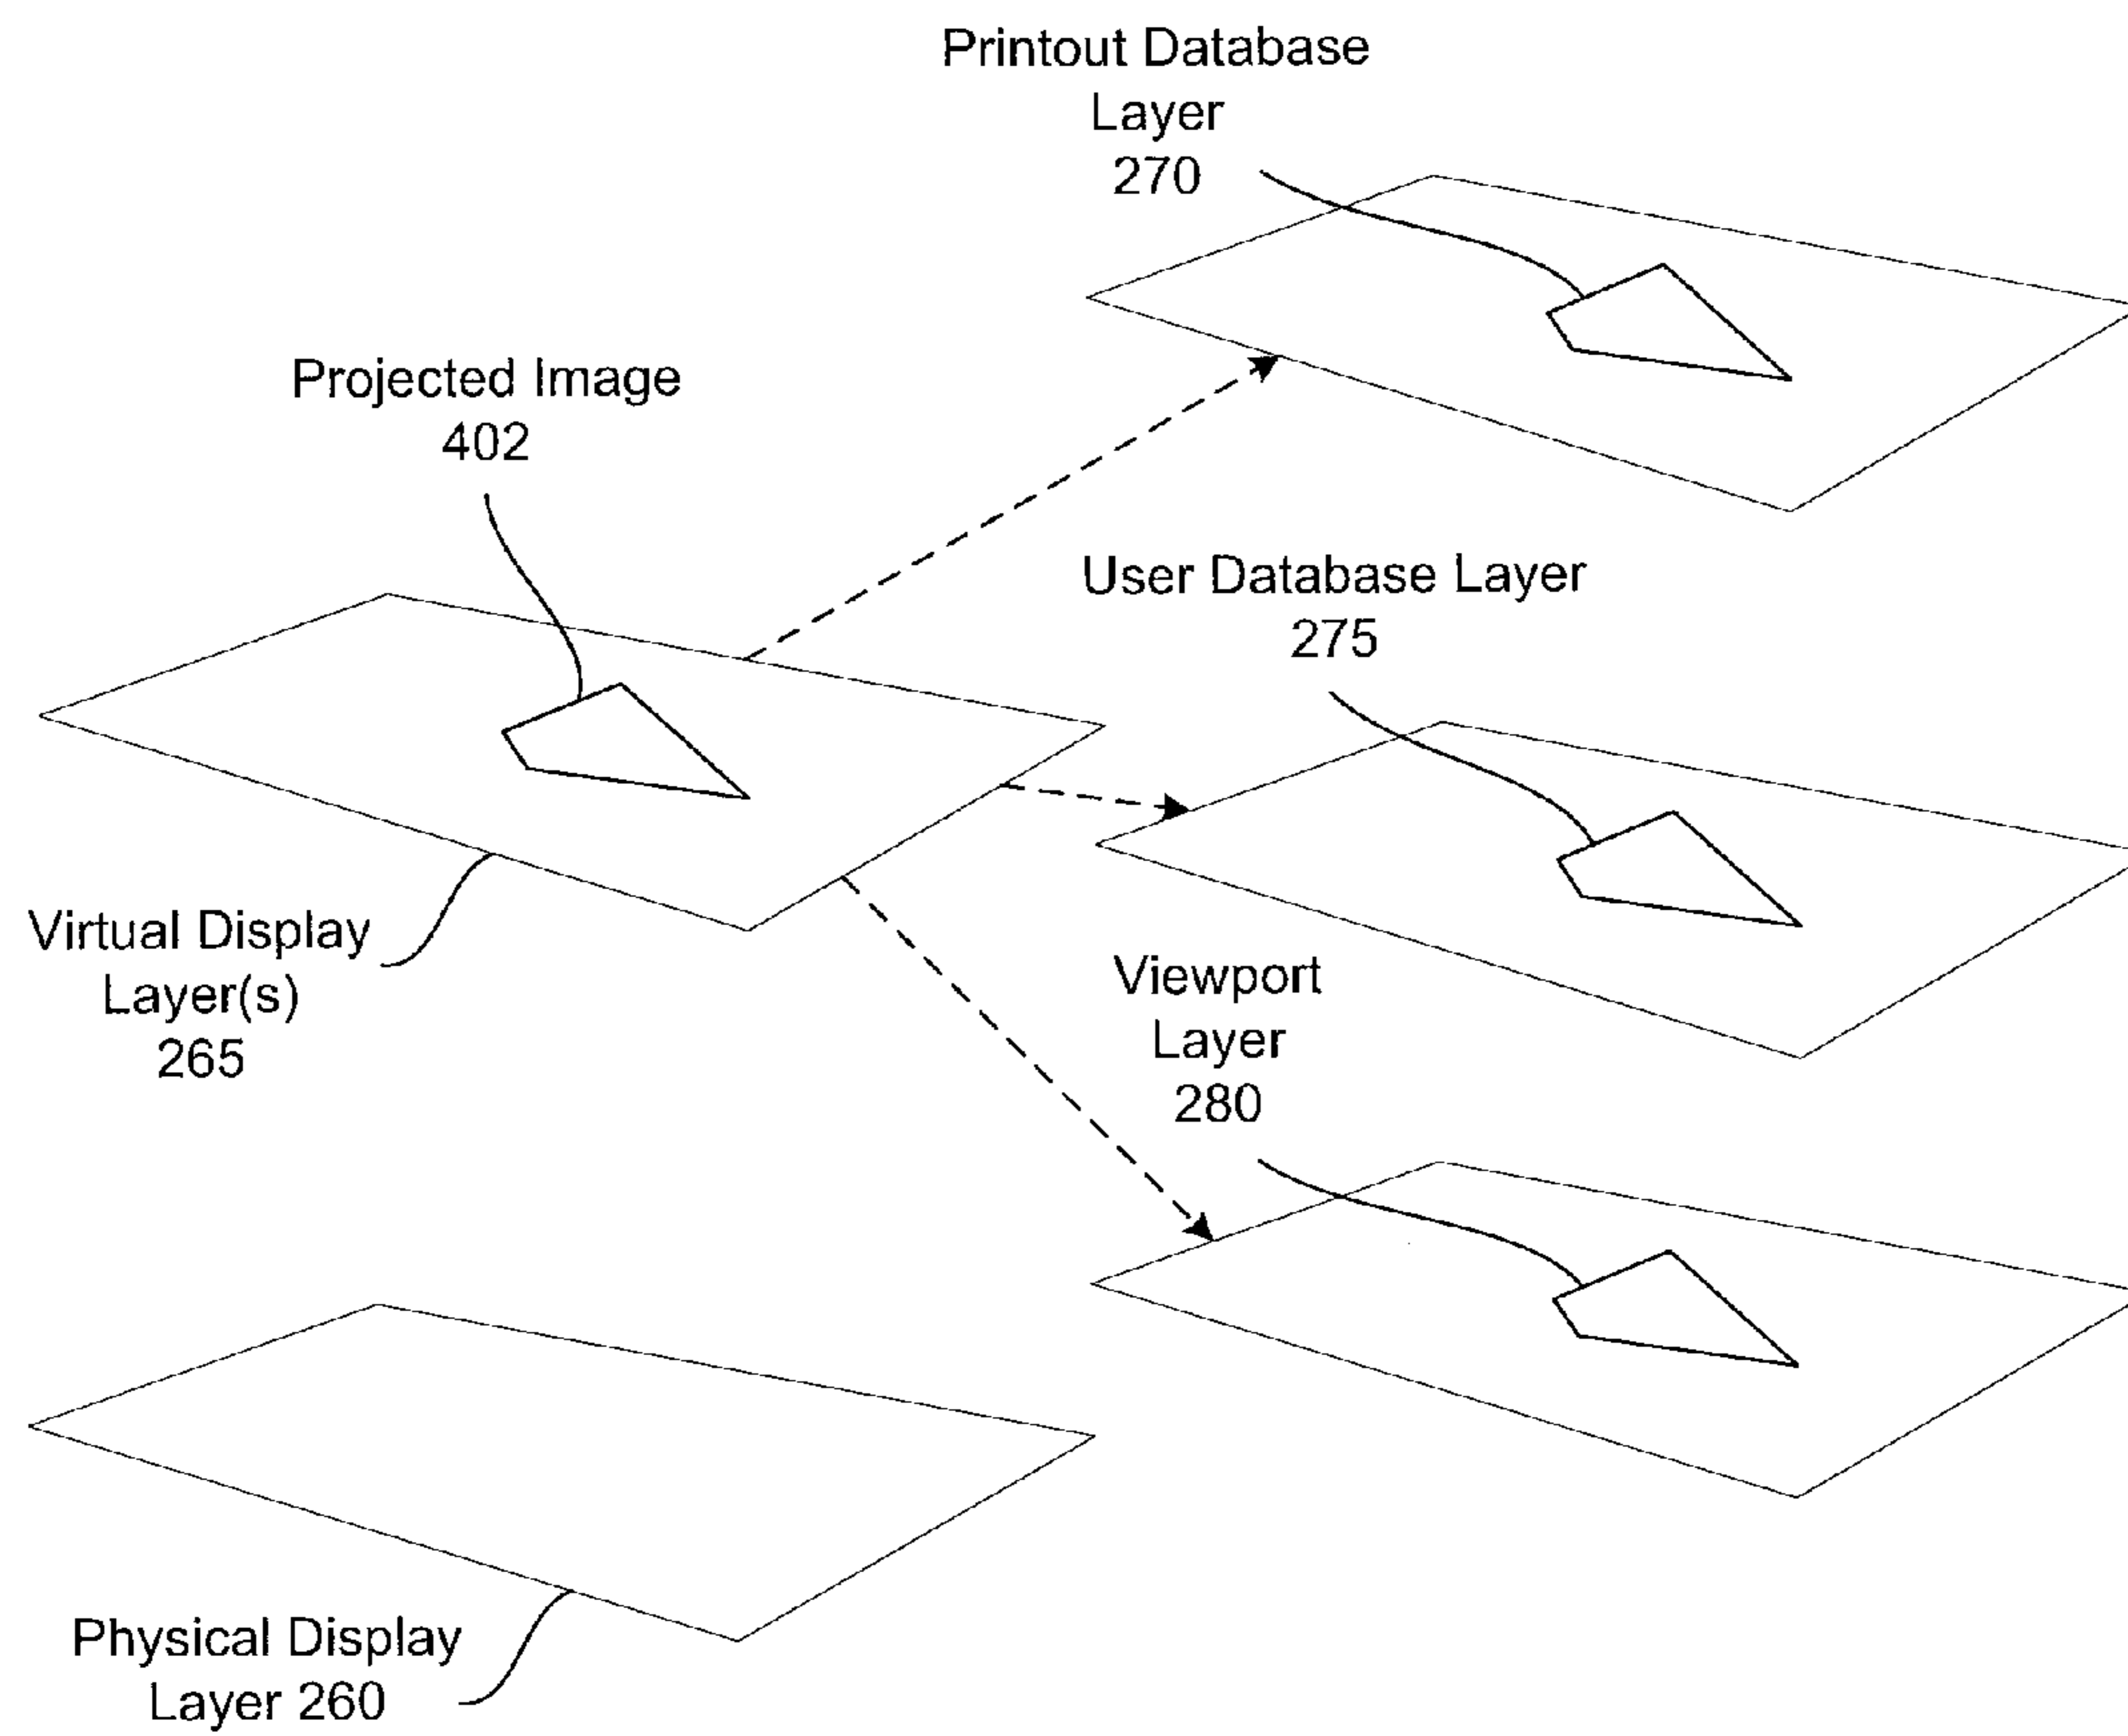 Printout Database
Layer
270
Projected Image
402
User Database Layer
275
Virtual Display
Layer(s)
265
Viewport
Layer
280
Physical Display
Layer 260